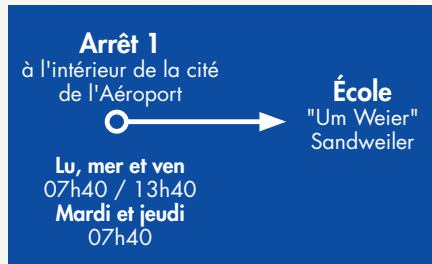 Arrêt 1
à l'intérieur de la cité
de l'Aéroport
Lu, mer et ven
07h40 / 13h40
Mardi et jeudi
07h40
École
"Um Weier"
Sandweiler